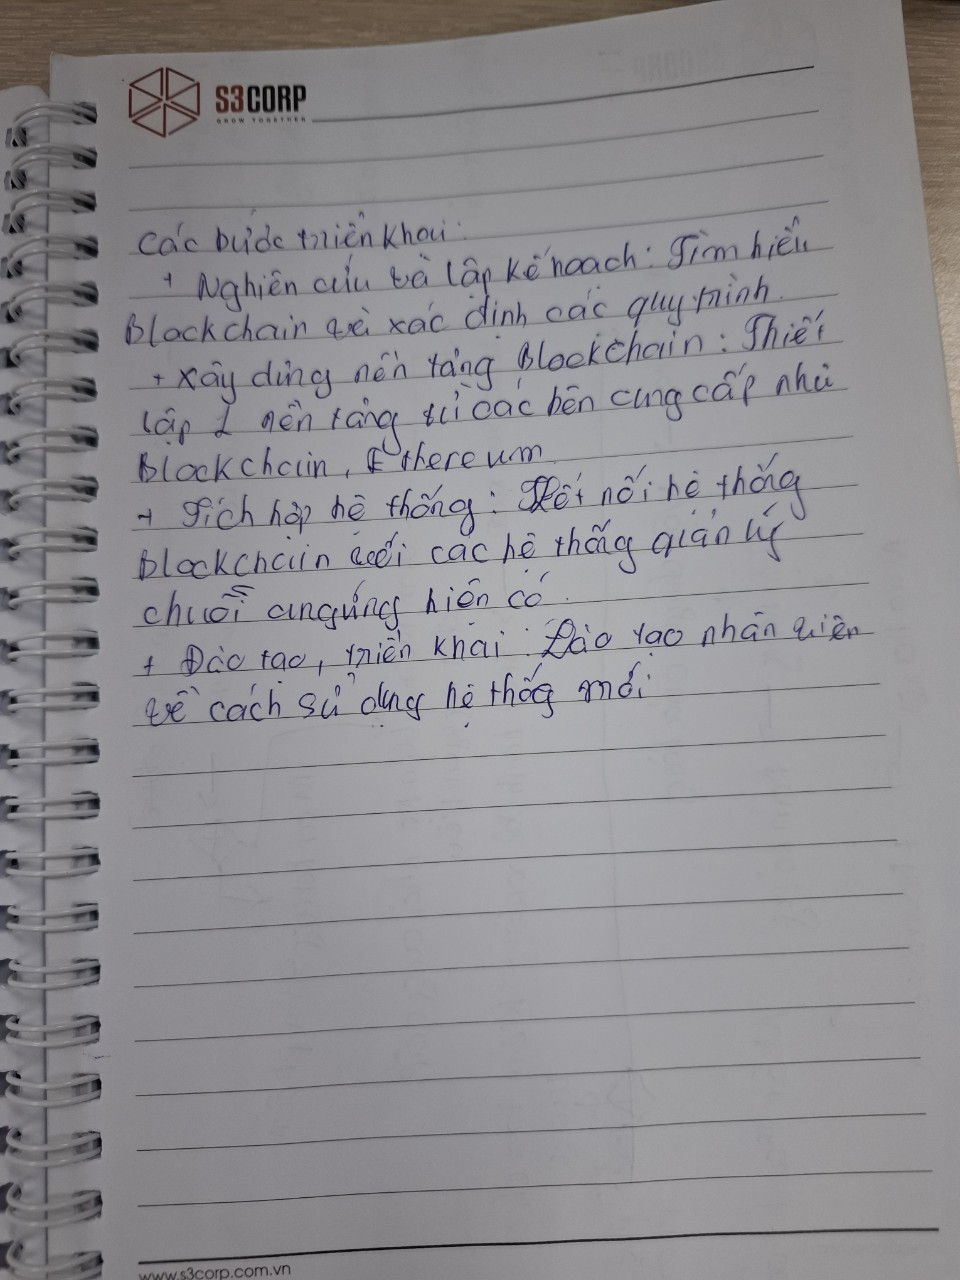 S3CORP
GROW TOGETHER
Các bước triển khai:
+ Nghiên cứu và lập kế hoạch: Tìm hiểu
Blockchain và xác định các quy trình.
+ Xây dựng nền tảng Blockchain: Thiết
lập 1 nền tảng từ các bên cung cấp như
Blockchain, Ethereum
+ Tích hợp hệ thống: Kết nối hệ thống
Blockchain với các hệ thống quản lý
chuỗi cung ứng hiện có.
+ Đào tạo, triển khai: Đào tạo nhân viên
về cách sử dụng hệ thống mới
www.s3corp.com.vn